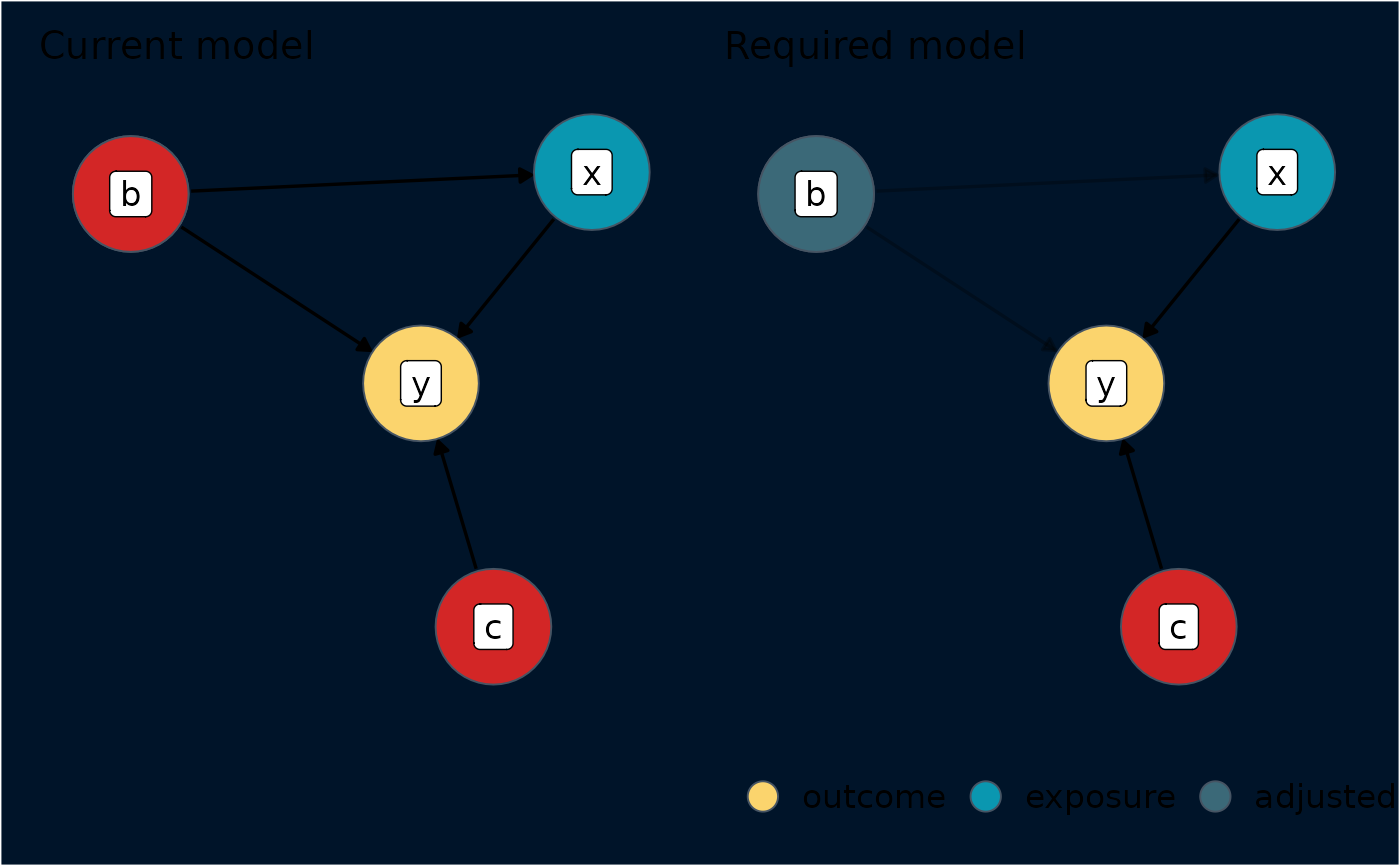 Current model Required model
x x
b b
y y
c c
outcome exposure adjusted